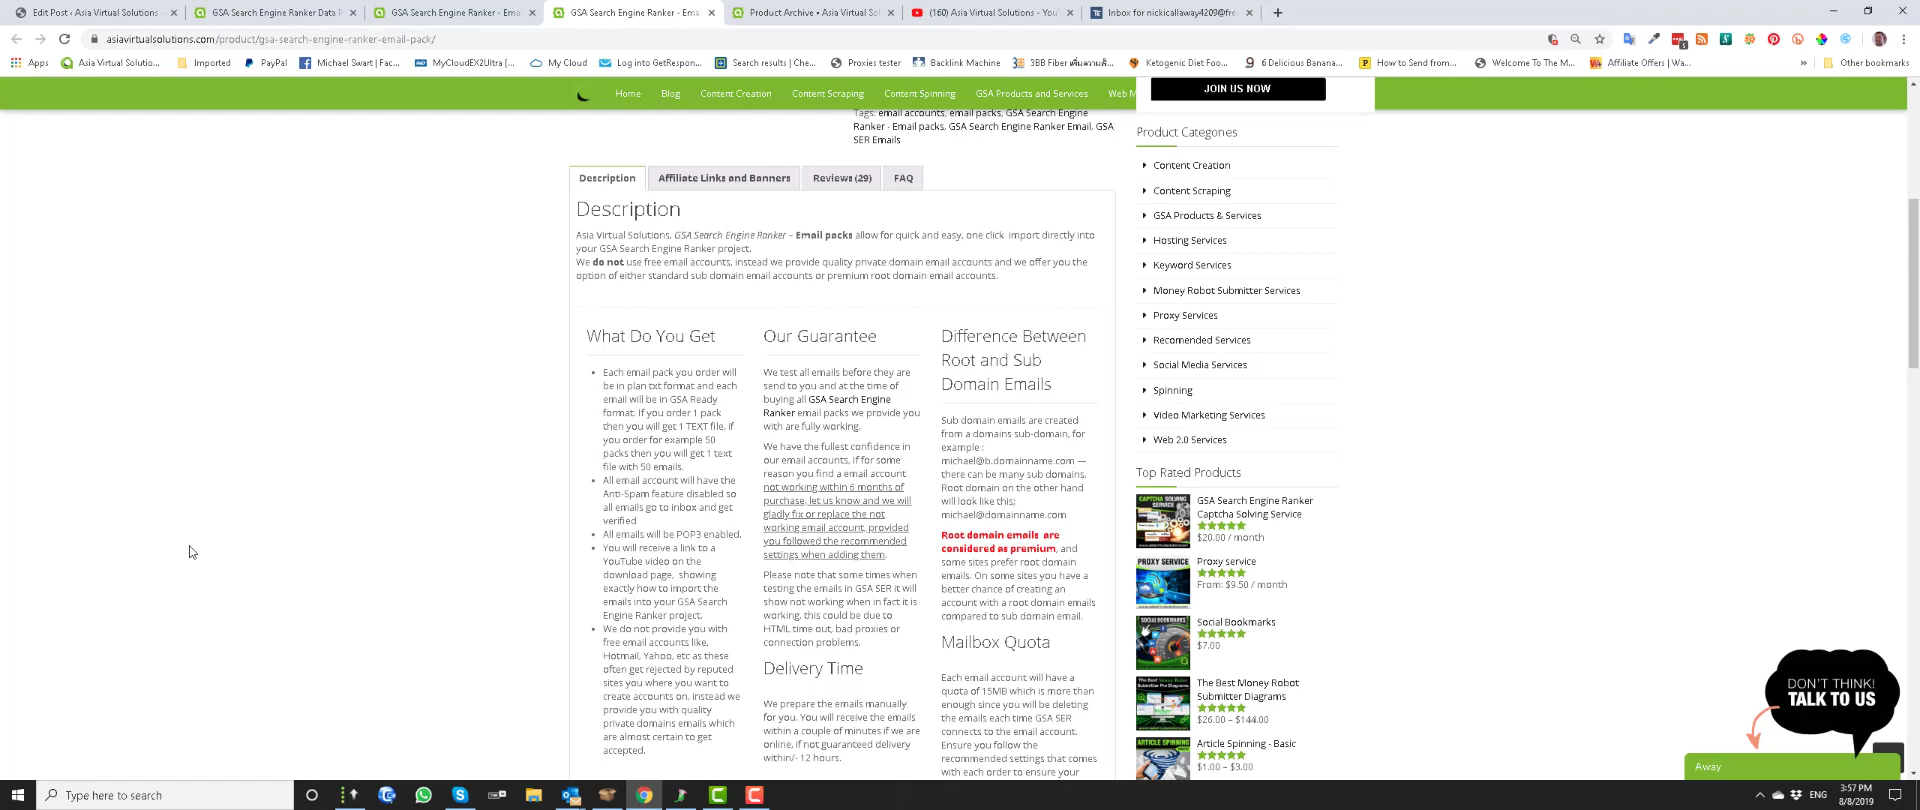 Edit Post ‹ Asia Virtual Solutions
GSA Search Engine Ranker Data P
GSA Search Engine Ranker - Emai
GSA Search Engine Ranker - Emai
Product Archive • Asia Virtual Sol
(160) Asia Virtual Solutions - You
Inbox for nickicallaway4209@fre
asiavirtualsolutions.com/product/gsa-search-engine-ranker-email-pack/
Apps
Asia Virtual Solutio...
Imported
PayPal
Michael Swart | Fac...
MyCloudEX2Ultra [...
My Cloud
Log into GetRespon...
Search results | Che...
Proxies tester
Backlink Machine
Ketogenic Diet Foo...
6 Delicious Banana...
How to Send from...
Welcome To The M...
Affiliate Offers | Wa...
»
Other bookmarks
Home
Blog
Content Creation
Content Scraping
Content Spinning
GSA Products and Services
Web M
JOIN US NOW
Tags: email accounts, email packs, GSA Search Engine
Ranker - Email packs, GSA Search Engine Ranker Email, GSA
SER Emails
Description
Affiliate Links and Banners
Reviews (29)
FAQ
Description
Asia Virtual Solutions, GSA Search Engine Ranker – Email packs allow for quick and easy, one click import directly into
your GSA Search Engine Ranker project.
We do not use free email accounts, instead we provide quality private domain email accounts and we offer you the
option of either standard sub domain email accounts or premium root domain email accounts.
What Do You Get
Each email pack you order will
be in plan txt format and each
email will be in GSA Ready
format. If you order 1 pack
then you will get 1 TEXT file, if
you order for example 50
packs then you will get 1 text
file with 50 emails.
All email account will have the
Anti-Spam feature disabled so
all emails go to inbox and get
verified
All emails will be POP3 enabled.
You will receive a link to a
YouTube video on the
download page, showing
exactly how to import the
emails into your GSA Search
Engine Ranker project.
We do not provide you with
free email accounts like,
Hotmail, Yahoo, etc as these
often get rejected by reputed
sites you where you want to
create accounts on. Instead we
provide you with quality
private domains emails which
are almost certain to get
accepted.
Our Guarantee
We test all emails before they are
send to you and at the time of
buying all GSA Search Engine
Ranker email packs we provide you
with are fully working.
We have the fullest confidence in
our email accounts, if for some
reason you find a email account
not working within 6 months of
purchase, let us know and we will
gladly fix or replace the not
working email account, provided
you followed the recommended
settings when adding them.
Please note that some times when
testing the emails in GSA SER it will
show not working when in fact it is
working, this could be due to
HTML time out, bad proxies or
connection problems.
Delivery Time
We prepare the emails manually
for you. You will receive the emails
within a couple of minutes if we are
online, if not guaranteed delivery
within/- 12 hours.
Difference Between
Root and Sub
Domain Emails
Sub domain emails are created
from a domains sub-domain, for
example :
michael@b.domainname.com —
there can be many sub domains.
Root domain on the other hand
will look like this;
michael@domainname.com
Root domain emails are
considered as premium, and
some sites prefer root domain
emails. On some sites you have a
better chance of creating an
account with a root domain emails
compared to sub domain email.
Mailbox Quota
Each email account will have a
quota of 15MB which is more than
enough since you will be deleting
the emails each time GSA SER
connects to the email account.
Ensure you follow the
recommended settings that comes
with each order to ensure your
Product Categories
Content Creation
Content Scraping
GSA Products & Services
Hosting Services
Keyword Services
Money Robot Submitter Services
Proxy Services
Recomended Services
Social Media Services
Spinning
Video Marketing Services
Web 2.0 Services
Top Rated Products
GSA Search Engine Ranker
Captcha Solving Service
$20.00 / month
Proxy service
From: $9.50 / month
Social Bookmarks
$7.00
The Best Money Robot
Submitter Diagrams
$26.00 – $144.00
Article Spinning - Basic
$1.00 – $3.00
DON'T THINK!
TALK TO US
Away
Type here to search
ENG
3:57 PM
8/8/2019